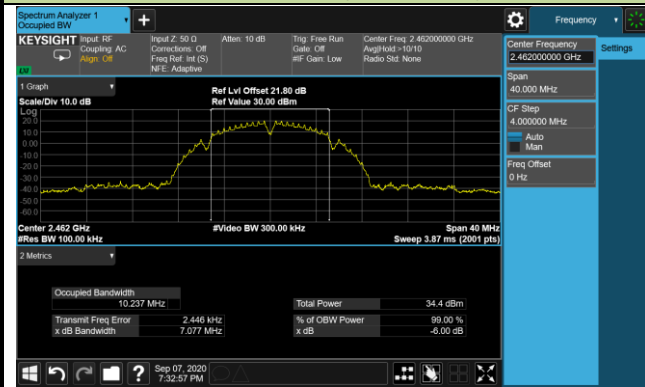 Spectrum Analyzer 1
Occupied BW
+
Frequency
KEYSIGHT
Input: RF
Coupling: AC
Align: Off
Input Z: 50 Ω
Corrections: Off
Freq Ref: Int (S)
NFE: Adaptive
Atten: 10 dB
Trig: Free Run
Gate: Off
#IF Gain: Low
Center Freq: 2.462000000 GHz
Avg|Hold:>10/10
Radio Std: None
Center Frequency
2.462000000 GHz
Settings
Span
40.000 MHz
CF Step
4.000000 MHz
Auto
Man
Freq Offset
0 Hz
1 Graph
Scale/Div 10.0 dB
Ref Lvl Offset 21.80 dB
Ref Value 30.00 dBm
Log
20.0
10.0
0.00
-10.0
-20.0
-30.0
-40.0
-50.0
-60.0
Center 2.462 GHz
#Res BW 100.00 kHz
#Video BW 300.00 kHz
Span 40 MHz
Sweep 3.87 ms (2001 pts)
2 Metrics
Occupied Bandwidth
10.237 MHz
Total Power 34.4 dBm
Transmit Freq Error 2.446 kHz
% of OBW Power 99.00 %
x dB Bandwidth 7.077 MHz
x dB -6.00 dB
?
Sep 07, 2020
7:32:57 PM